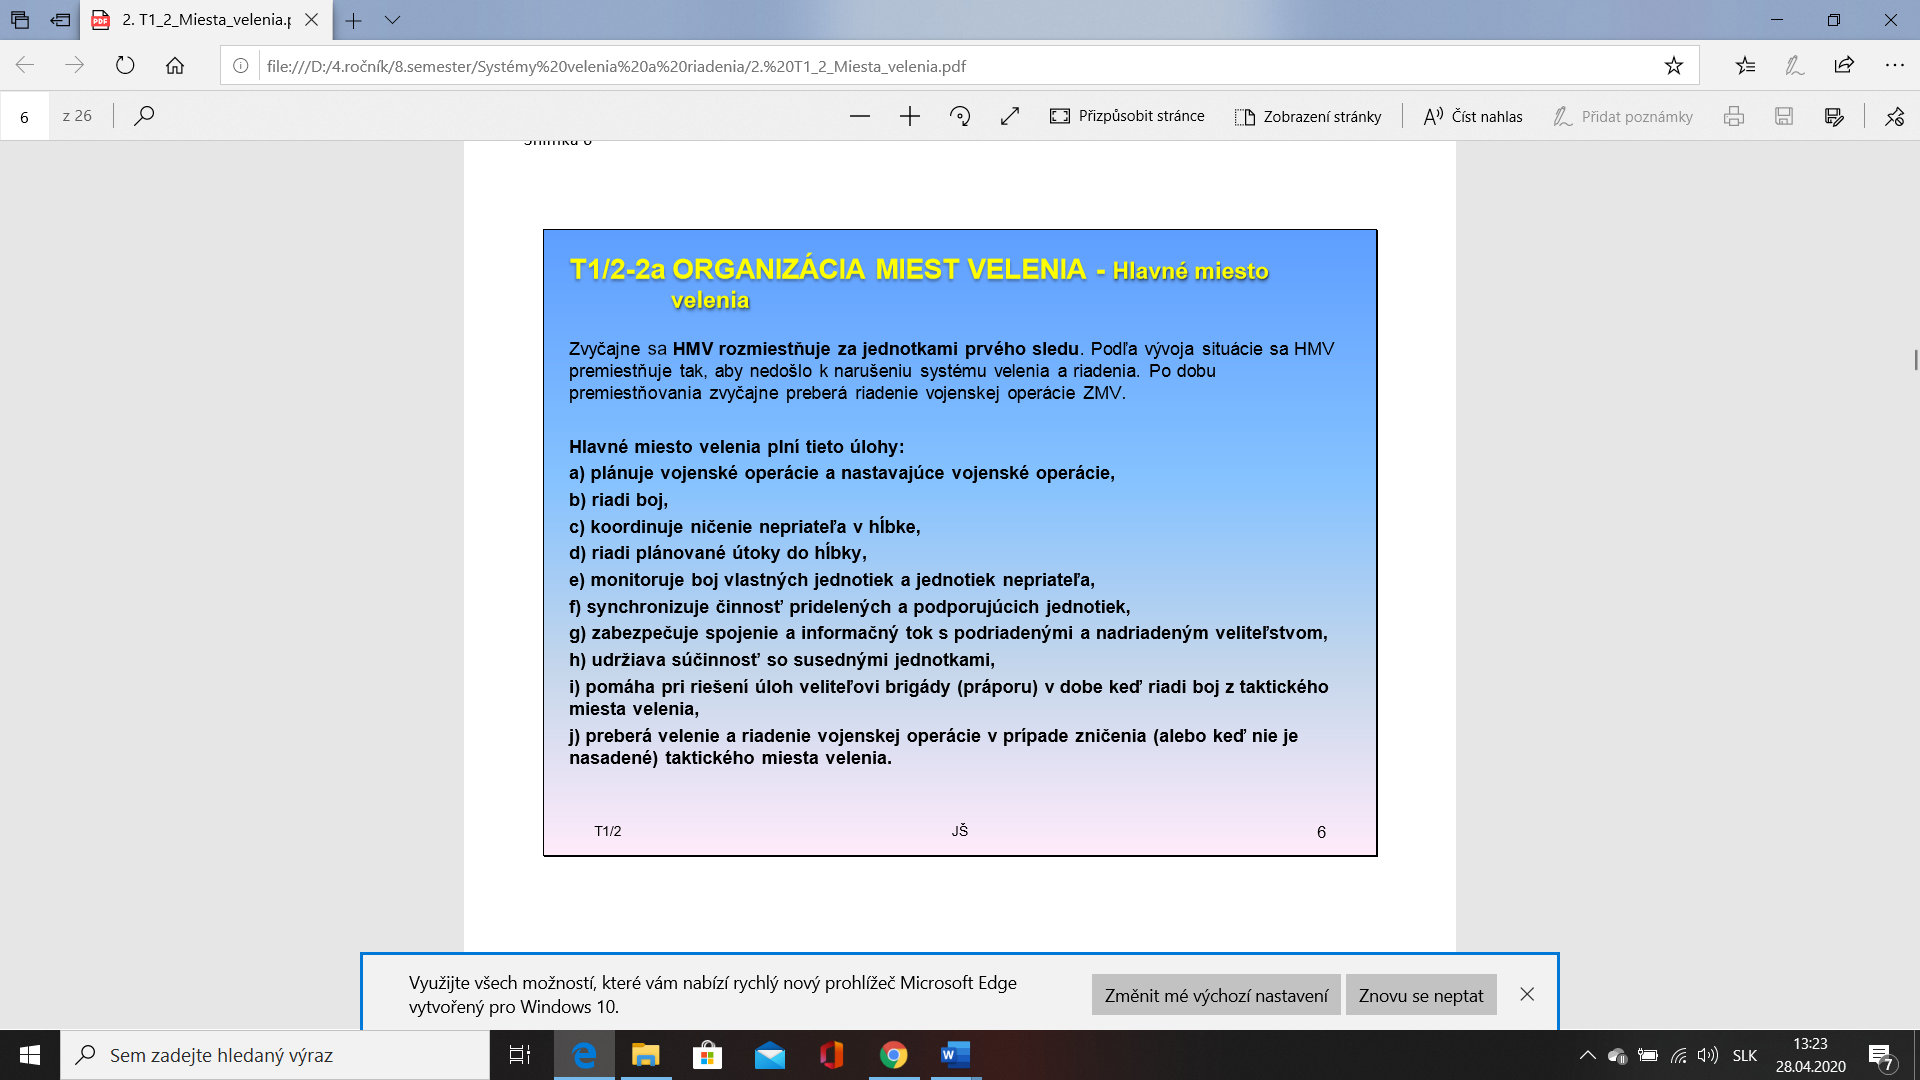 2. T1_2_Miesta_velenia.p
file:///D:/4.ročník/8.semester/Systémy%20velenia%20a%20riadenia/2.%20T1_2_Miesta_velenia.pdf
6 z 26
Přizpůsobit stránce
Zobrazení stránky
Číst nahlas
Přidat poznámky
Snímka 6
T1/2-2a ORGANIZÁCIA MIEST VELENIA - Hlavné miesto
velenia
Zvyčajne sa HMV rozmiestňuje za jednotkami prvého sledu. Podľa vývoja situácie sa HMV
premiestňuje tak, aby nedošlo k narušeniu systému velenia a riadenia. Po dobu
premiestňovania zvyčajne preberá riadenie vojenskej operácie ZMV.
Hlavné miesto velenia plní tieto úlohy:
a) plánuje vojenské operácie a nastavajúce vojenské operácie,
b) riadi boj,
c) koordinuje ničenie nepriateľa v hĺbke,
d) riadi plánované útoky do hĺbky,
e) monitoruje boj vlastných jednotiek a jednotiek nepriateľa,
f) synchronizuje činnosť pridelených a podporujúcich jednotiek,
g) zabezpečuje spojenie a informačný tok s podriadenými a nadriadeným veliteľstvom,
h) udržiava súčinnosť so susednými jednotkami,
i) pomáha pri riešení úloh veliteľovi brigády (práporu) v dobe keď riadi boj z taktického
miesta velenia,
j) preberá velenie a riadenie vojenskej operácie v prípade zničenia (alebo keď nie je
nasadené) taktického miesta velenia.
T1/2
JŠ
6
Využijte všech možností, které vám nabízí rychlý nový prohlížeč Microsoft Edge
vytvořený pro Windows 10.
Změnit mé výchozí nastavení
Znovu se neptat
Sem zadejte hledaný výraz
SLK
13:23
28.04.2020
7